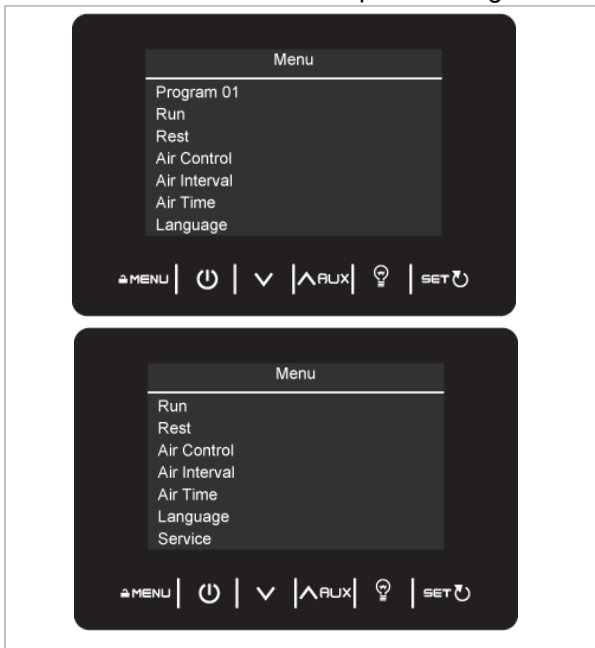 Menu
Program 01
Run
Rest
Air Control
Air Interval
Air Time
Language
MENU AUX SET
Menu
Run
Rest
Air Control
Air Interval
Air Time
Language
Service
MENU AUX SET